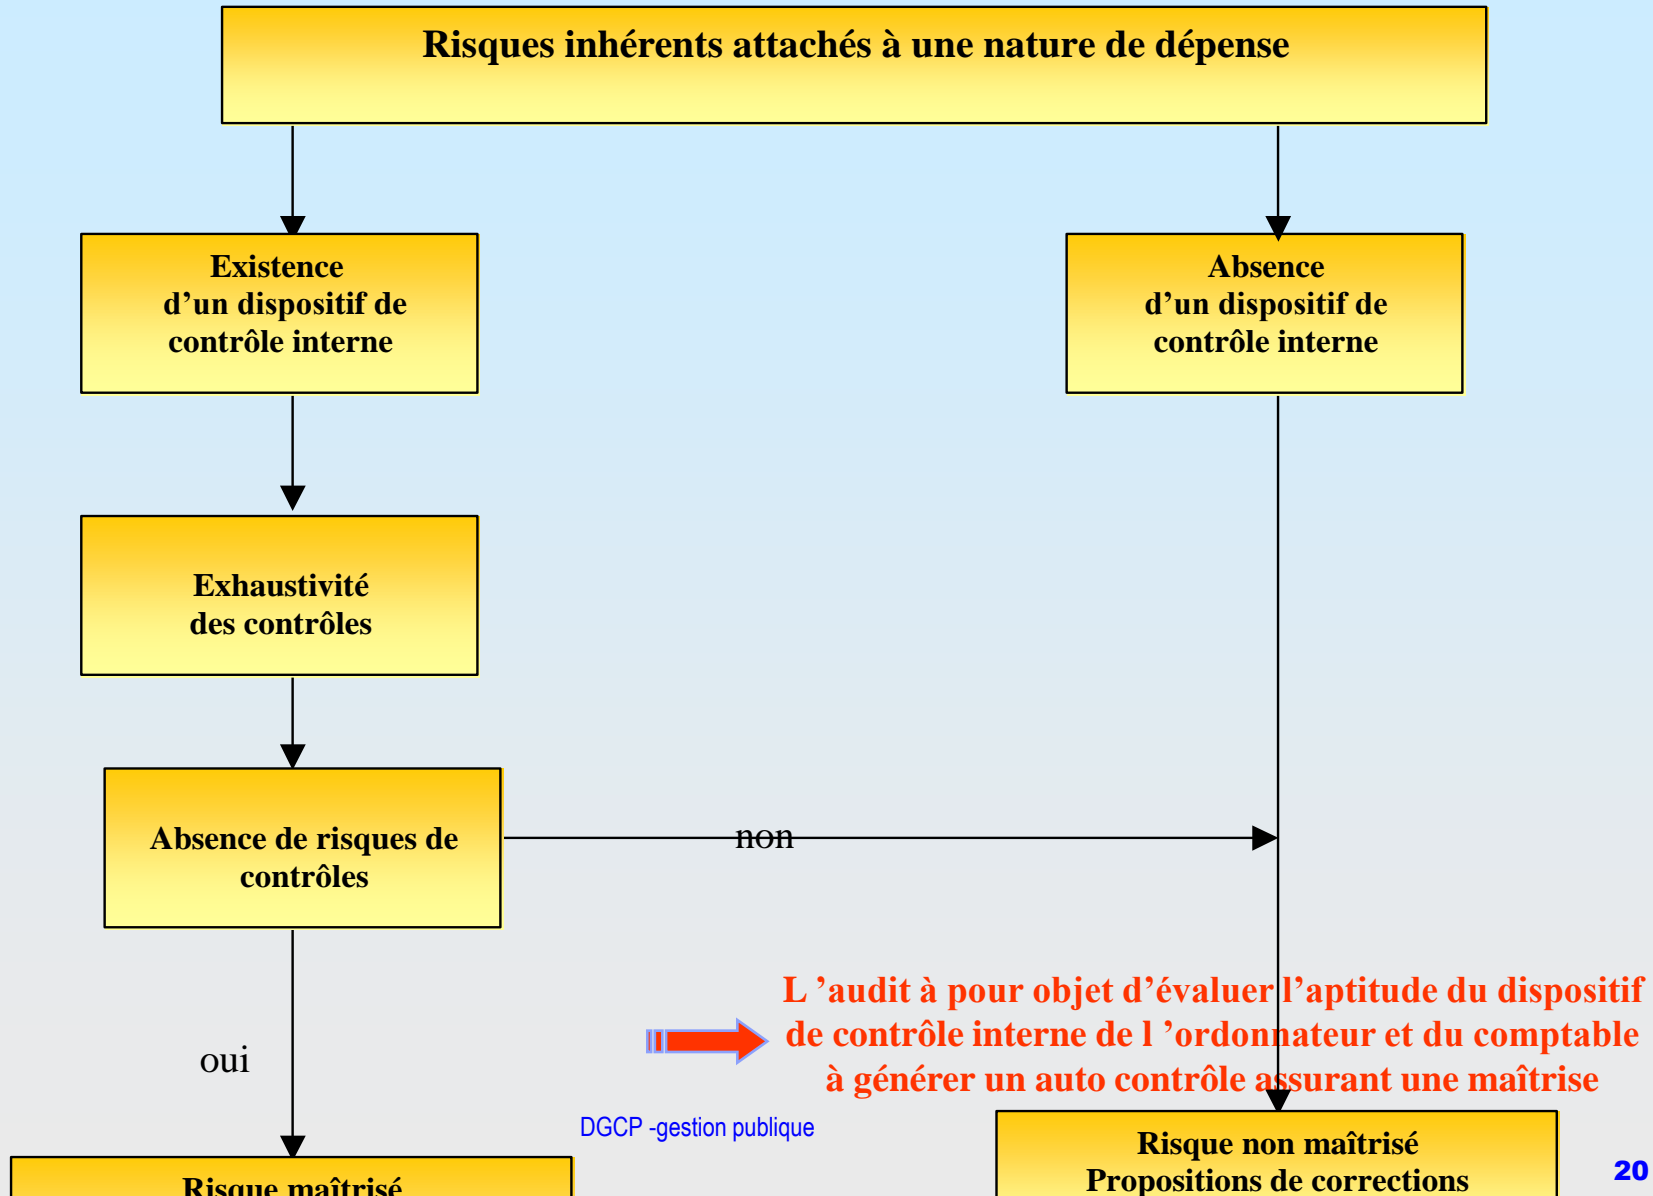 Risques inhérents attachés à une nature de dépense
Existence
d’un dispositif de
contrôle interne
Absence
d’un dispositif de
contrôle interne
Exhaustivité
des contrôles
Absence de risques de
contrôles
non
oui
L ’audit à pour objet d’évaluer l’aptitude du dispositif
de contrôle interne de l ’ordonnateur et du comptable
à générer un auto contrôle assurant une maîtrise
DGCP -gestion publique
Risque non maîtrisé
Propositions de corrections
Risque maîtrisé
20